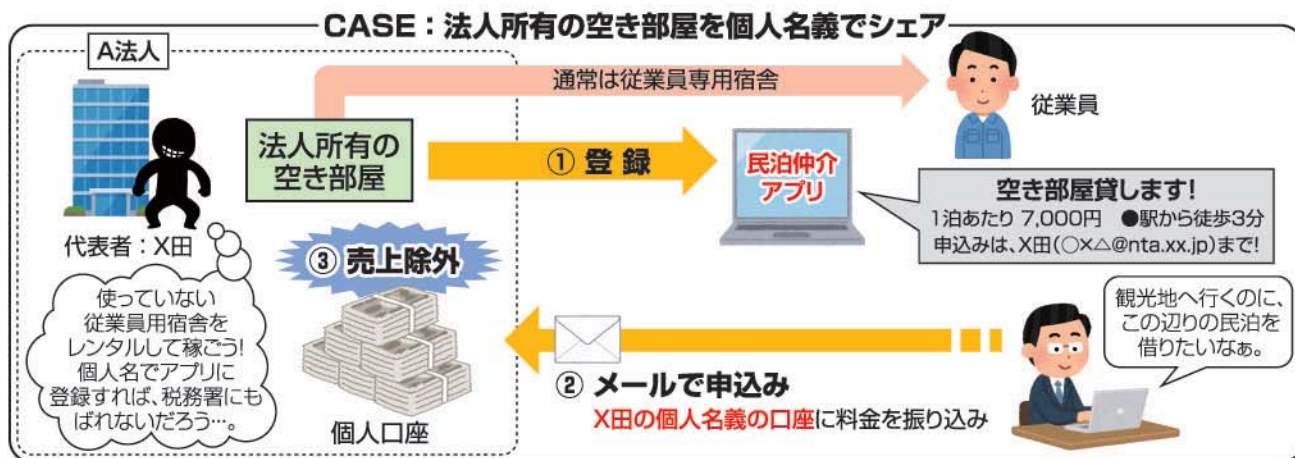 CASE：法人所有の空き部屋を個人名義でシェア
A法人
通常は従業員専用宿舎
従業員
法人所有の
空き部屋
① 登録
民泊仲介
アプリ
空き部屋貸します!
1泊あたり 7,000円　●駅から徒歩3分
申込みは、X田(○×△@nta.xx.jp)まで!
代表者：X田
使っていない
従業員用宿舎を
レンタルして稼ごう!
個人名でアプリに
登録すれば、税務署にも
ばれないだろう…。
③ 売上除外
個人口座
観光地へ行くのに、
この辺りの民泊を
借りたいなぁ。
② メールで申込み
X田の個人名義の口座に料金を振り込み